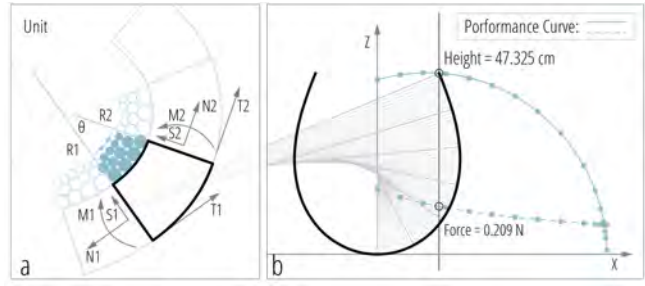 Unit
R2
θ
R1
M2
N2
T2
S2
M1
S1
N1
T1
a
Porformance Curve:
Z
Height = 47.325 cm
Force = 0.209 N
X
b